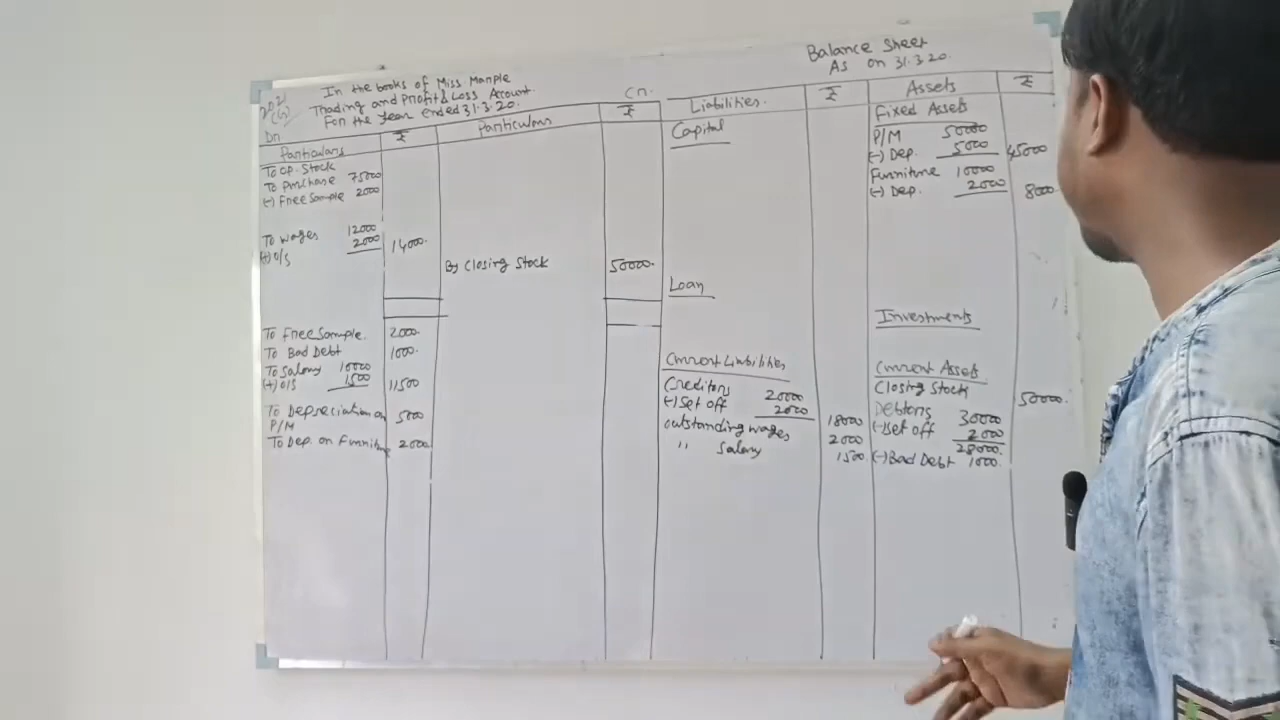 In the books of Miss Marple
Trading and Profit & Loss Account
For the Year Ended 31.3.20.
2021
(G)
Dr
Cr.
Particulars
₹
Particulars
₹
To Op. Stock
To Purchase 75000
(-) Free Sample 2000
To Wages 12000
(+) O/S 2000 14000.
By Closing Stock 50000.
To Free Sample. 2000.
To Bad Debt 1000.
To Salary 10000
(+) O/S 1500 11500
To Depreciation on 5000
P/M
To Dep. on Furniture 2000.
Balance Sheet
As on 31.3.20.
Liabilities.
₹
Assets
₹
Capital
Loan
Current Liabilities
Creditors 20000
(-) Set off 2000 18000
Outstanding Wages 2000
,, Salary 1500
Fixed Assets
P/M 50000
(-) Dep. 5000 45000
Furniture 10000
(-) Dep. 2000 8000.
Investments
Current Assets
Closing Stock 50000.
Debtors 30000
(-) Set off 2000
28000.
(-) Bad Debt 1000.